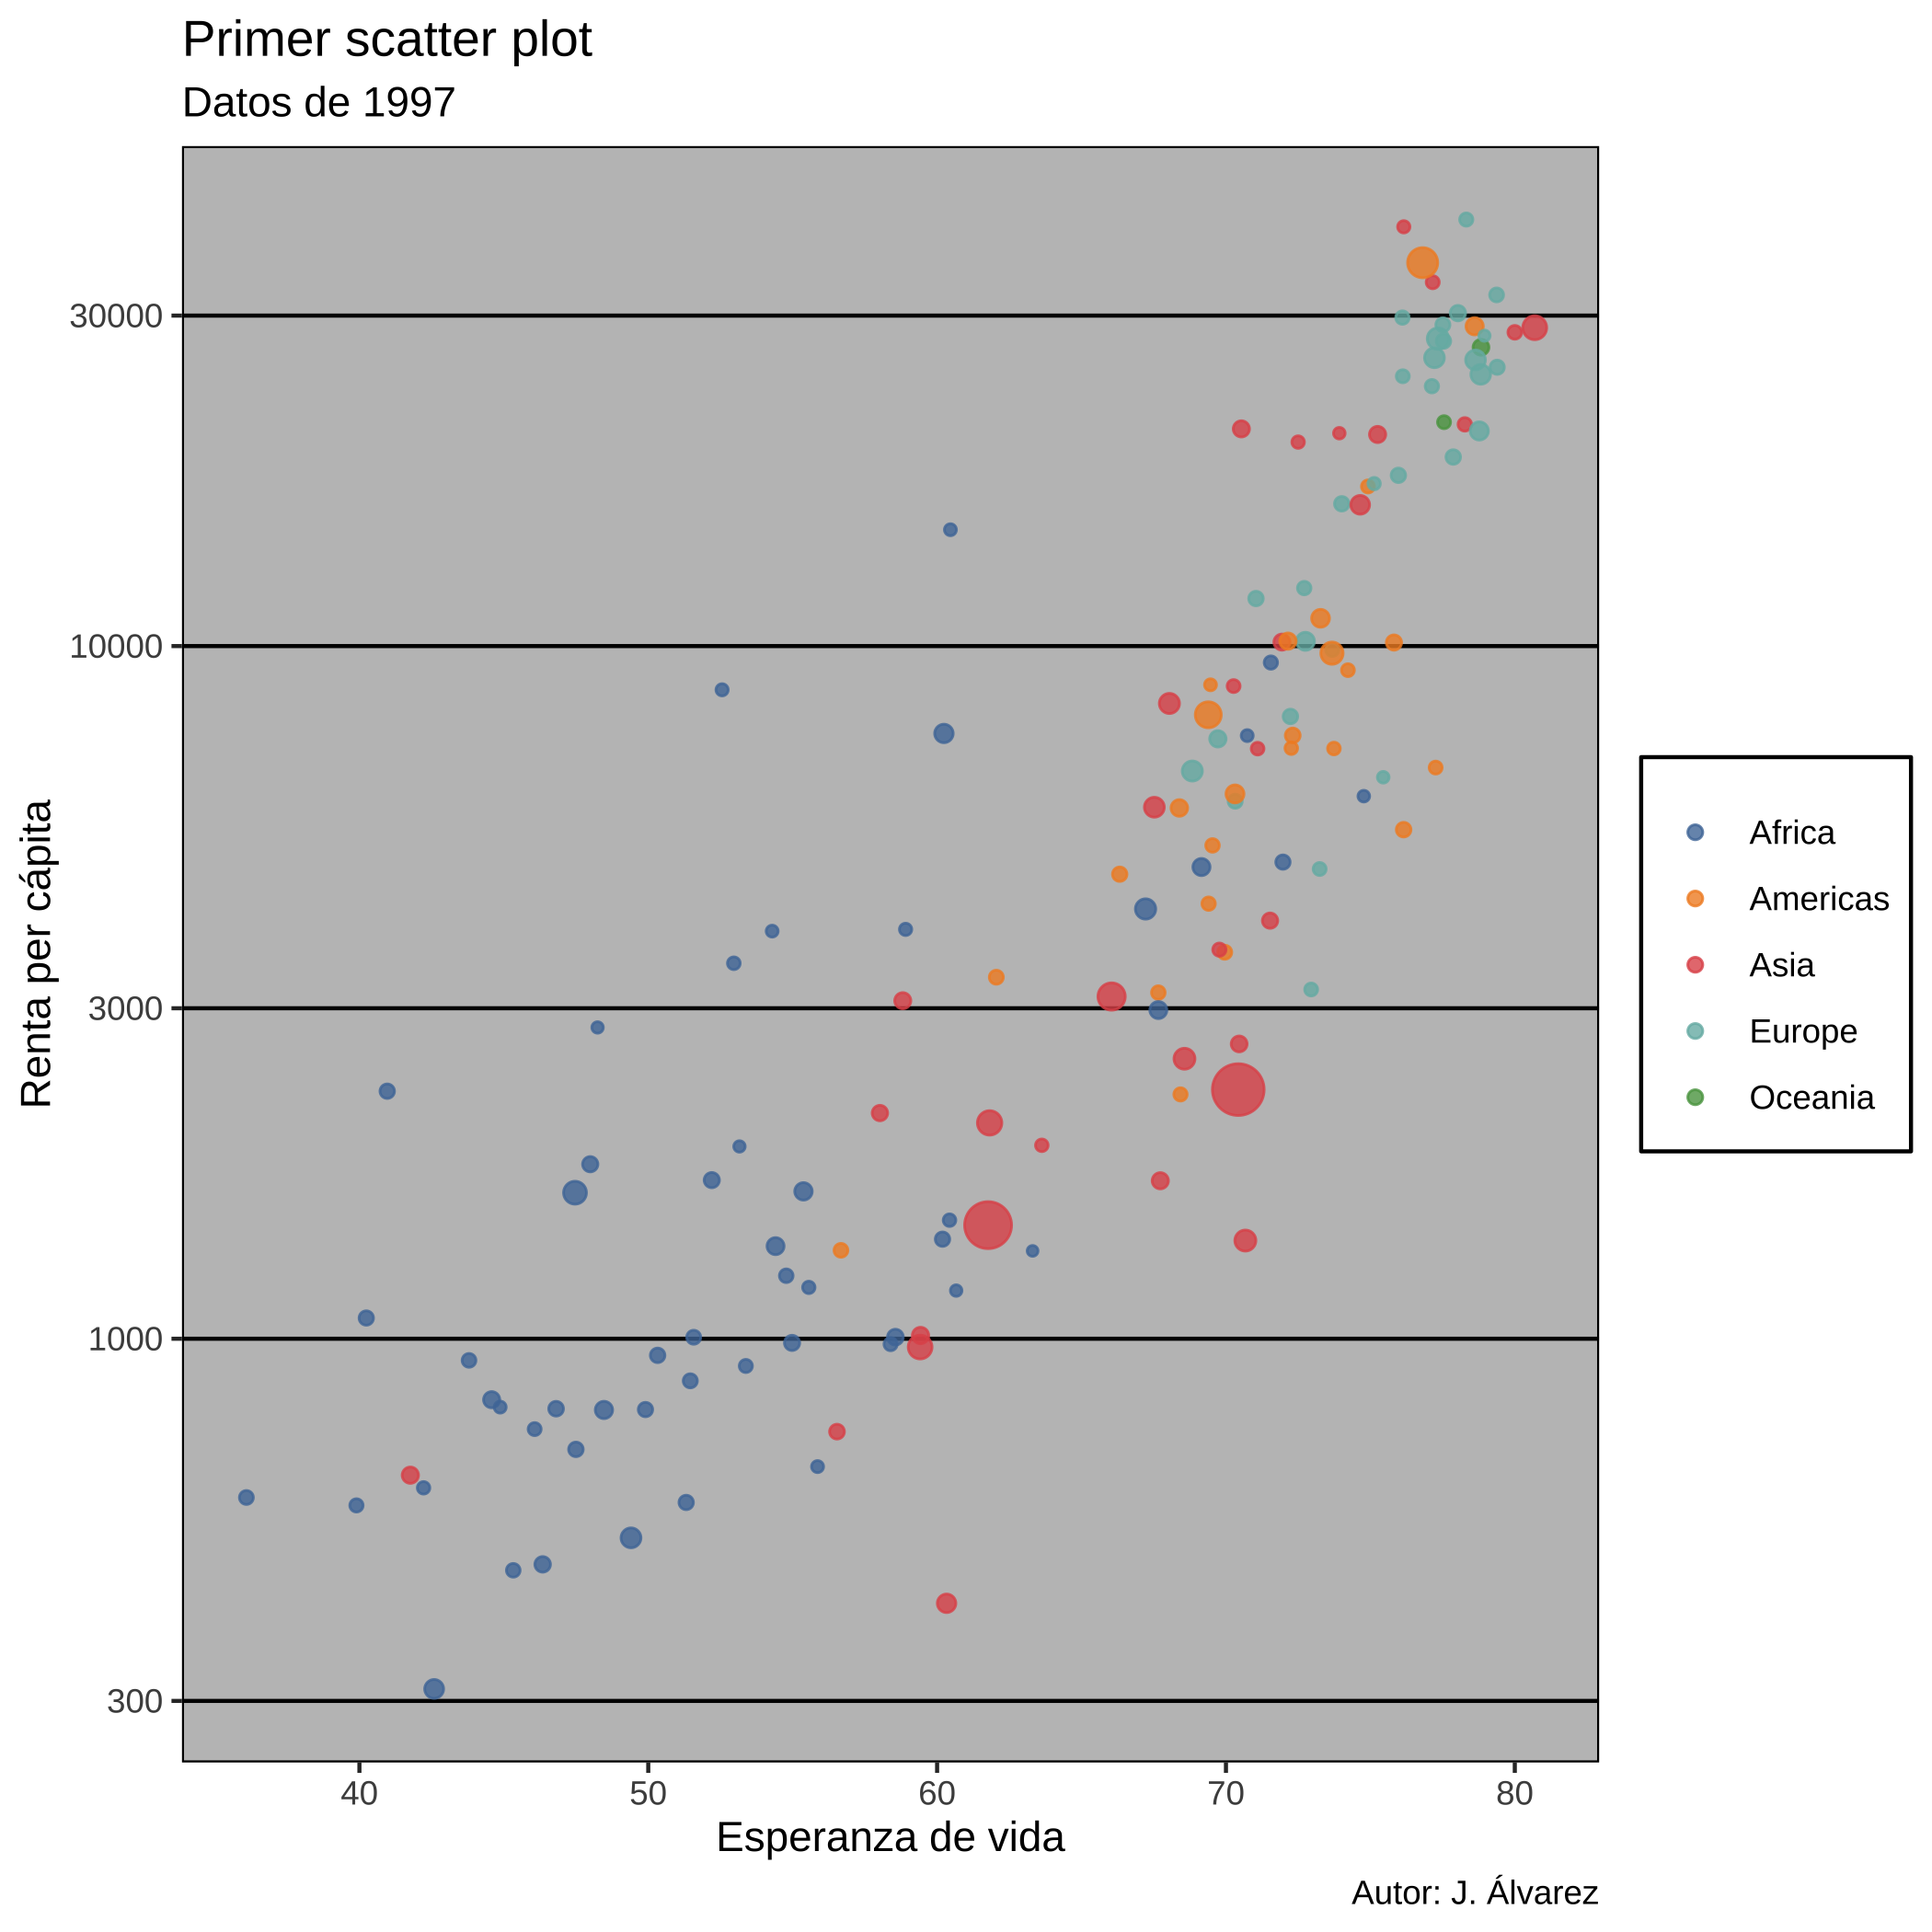 Primer scatter plot
Datos de 1997
Renta per cápita
30000
10000
3000
1000
300
40 50 60 70 80
Esperanza de vida
Africa
Americas
Asia
Europe
Oceania
Autor: J. Álvarez